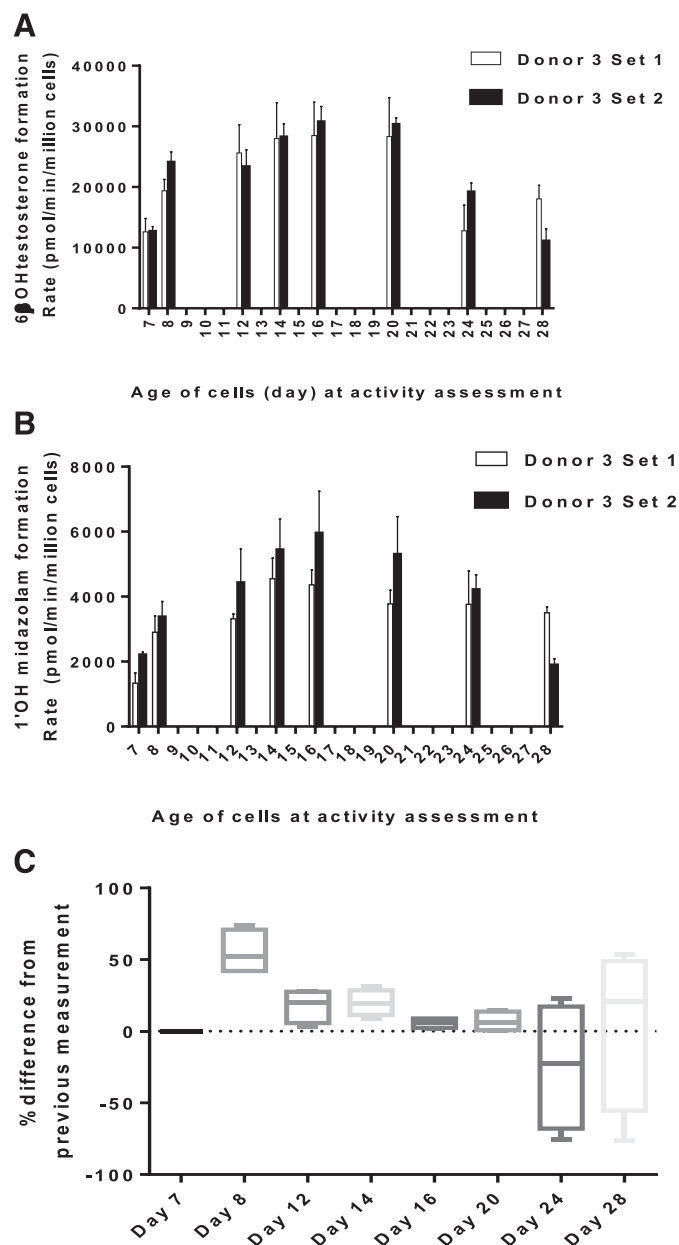 A
Donor 3 Set 1
Donor 3 Set 2
6βOHtestosterone formation
Rate (pmol/min/million cells)
40000
30000
20000
10000
0
7 8 9 10 11 12 13 14 15 16 17 18 19 20 21 22 23 24 25 26 27 28
Age of cells (day) at activity assessment
B
Donor 3 Set 1
Donor 3 Set 2
1'OH midazolam formation
Rate (pmol/min/million cells)
8000
6000
4000
2000
0
7 8 9 10 11 12 13 14 15 16 17 18 19 20 21 22 23 24 25 26 27 28
Age of cells at activity assessment
C
% difference from
previous measurement
100
50
0
-50
-100
Day 7 Day 8 Day 12 Day 14 Day 16 Day 20 Day 24 Day 28